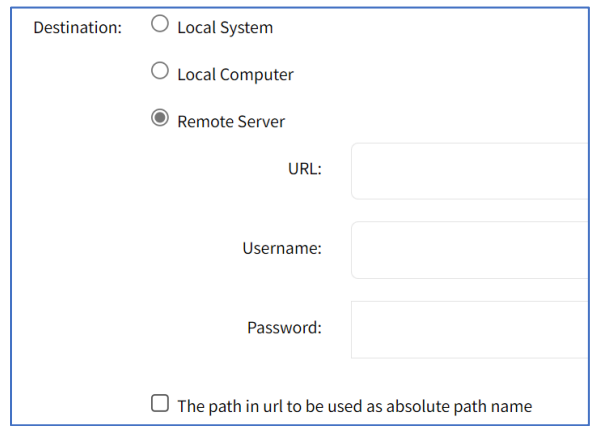 Destination: Local System
Local Computer
Remote Server
URL:
Username:
Password:
The path in url to be used as absolute path name